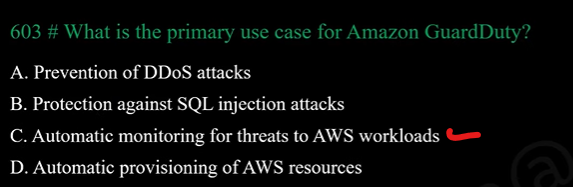 603 # What is the primary use case for Amazon GuardDuty?
A. Prevention of DDoS attacks
B. Protection against SQL injection attacks
C. Automatic monitoring for threats to AWS workloads
D. Automatic provisioning of AWS resources